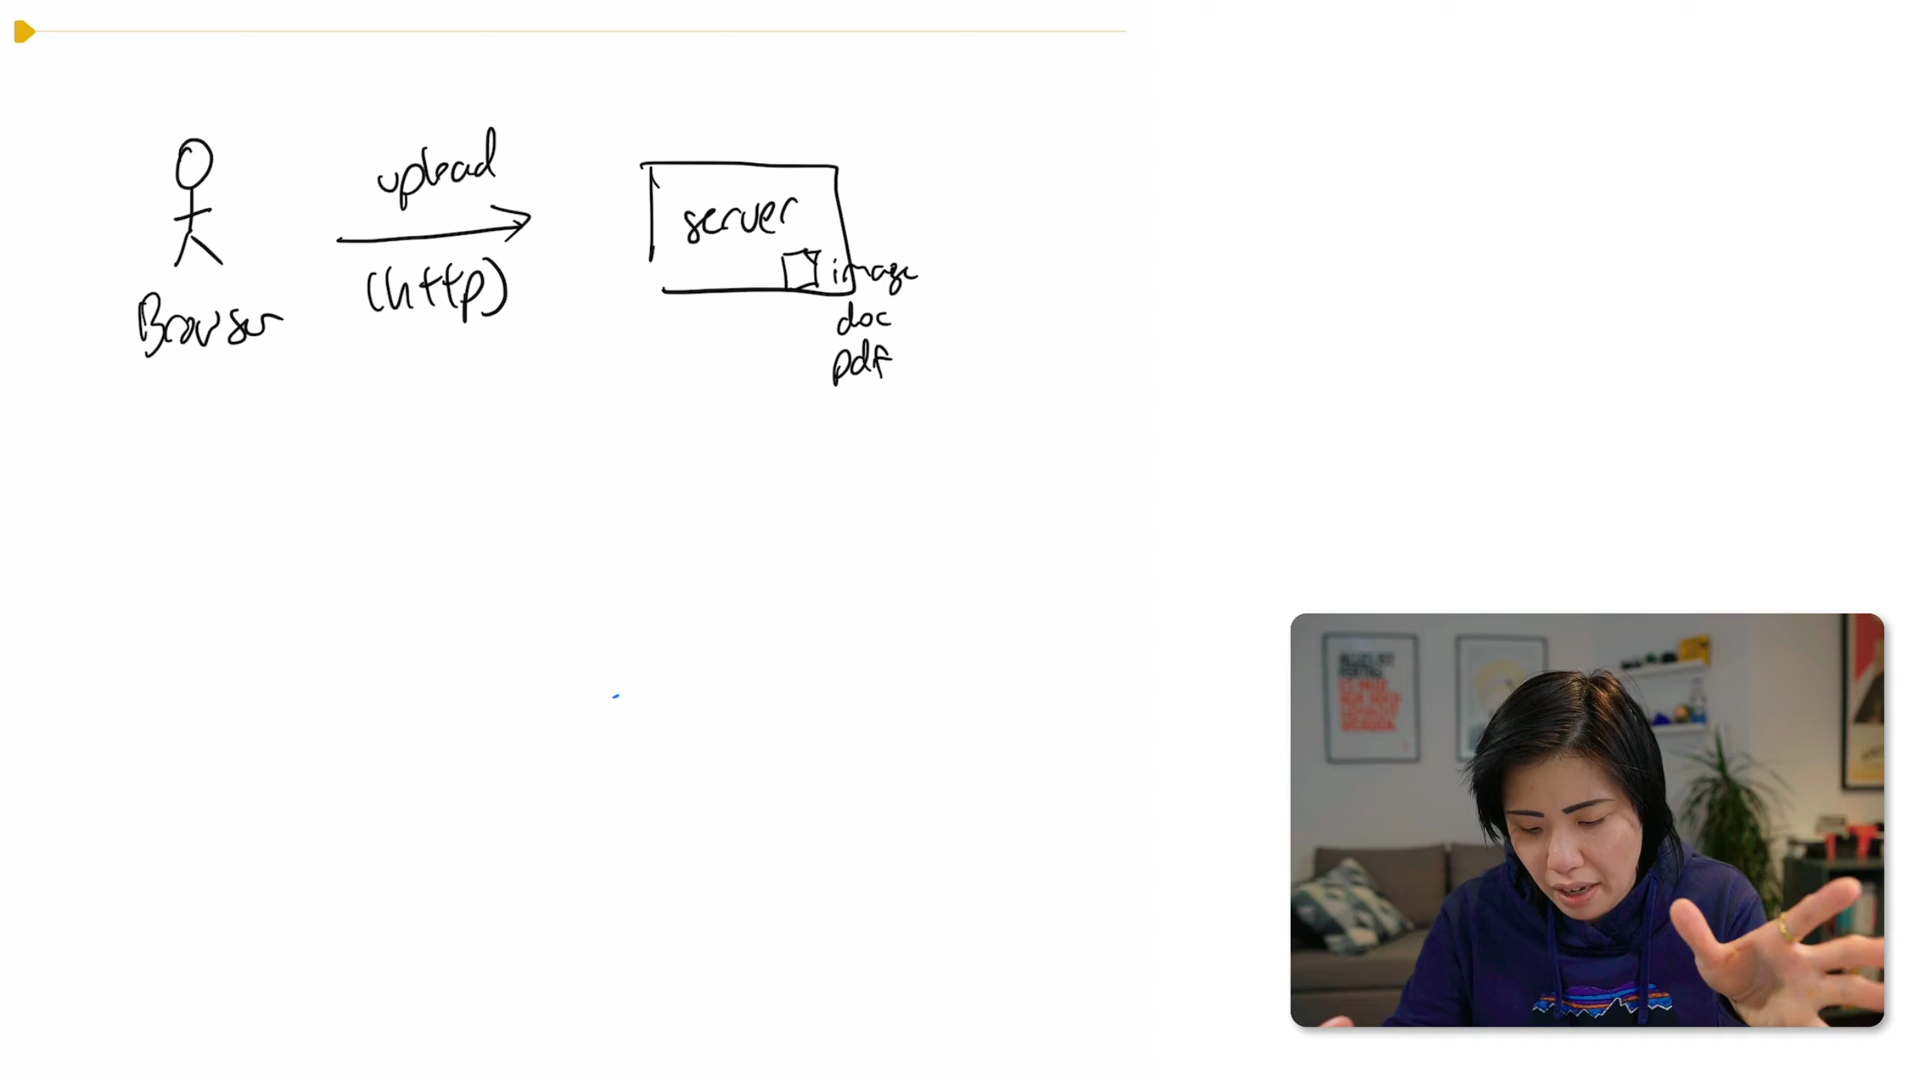 upload
server
(http)
image
Browser
doc
pdf